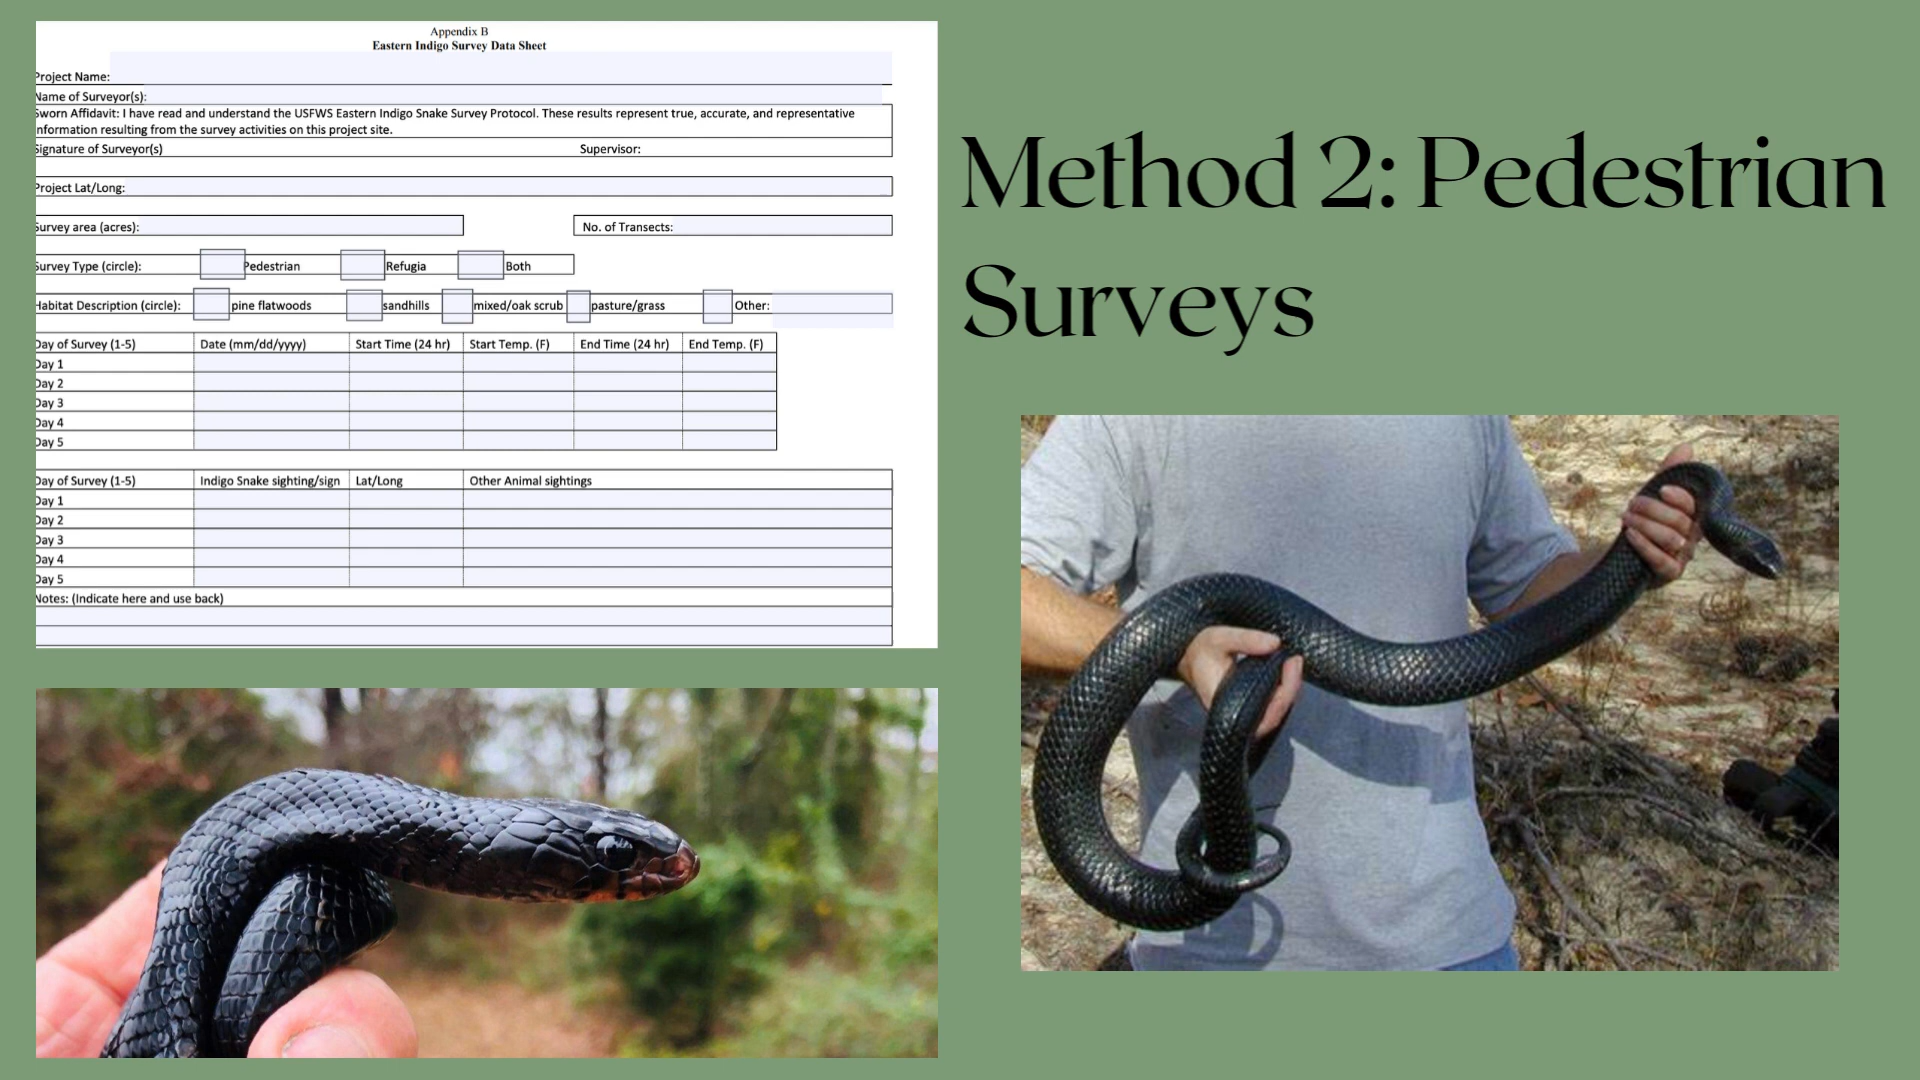 Appendix B
Eastern Indigo Survey Data Sheet
Project Name:
Name of Surveyor(s):
Sworn Affidavit: I have read and understand the USFWS Eastern Indigo Snake Survey Protocol. These results represent true, accurate, and representative
information resulting from the survey activities on this project site.
Signature of Surveyor(s) Supervisor:
Project Lat/Long:
Survey area (acres): No. of Transects:
Survey Type (circle): Pedestrian Refugia Both
Habitat Description (circle): pine flatwoods sandhills mixed/oak scrub pasture/grass Other:
Day of Survey (1-5) Date (mm/dd/yyyy) Start Time (24 hr) Start Temp. (F) End Time (24 hr) End Temp. (F)
Day 1
Day 2
Day 3
Day 4
Day 5
Day of Survey (1-5) Indigo Snake sighting/sign Lat/Long Other Animal sightings
Day 1
Day 2
Day 3
Day 4
Day 5
Notes: (Indicate here and use back)
Method 2: Pedestrian
Surveys